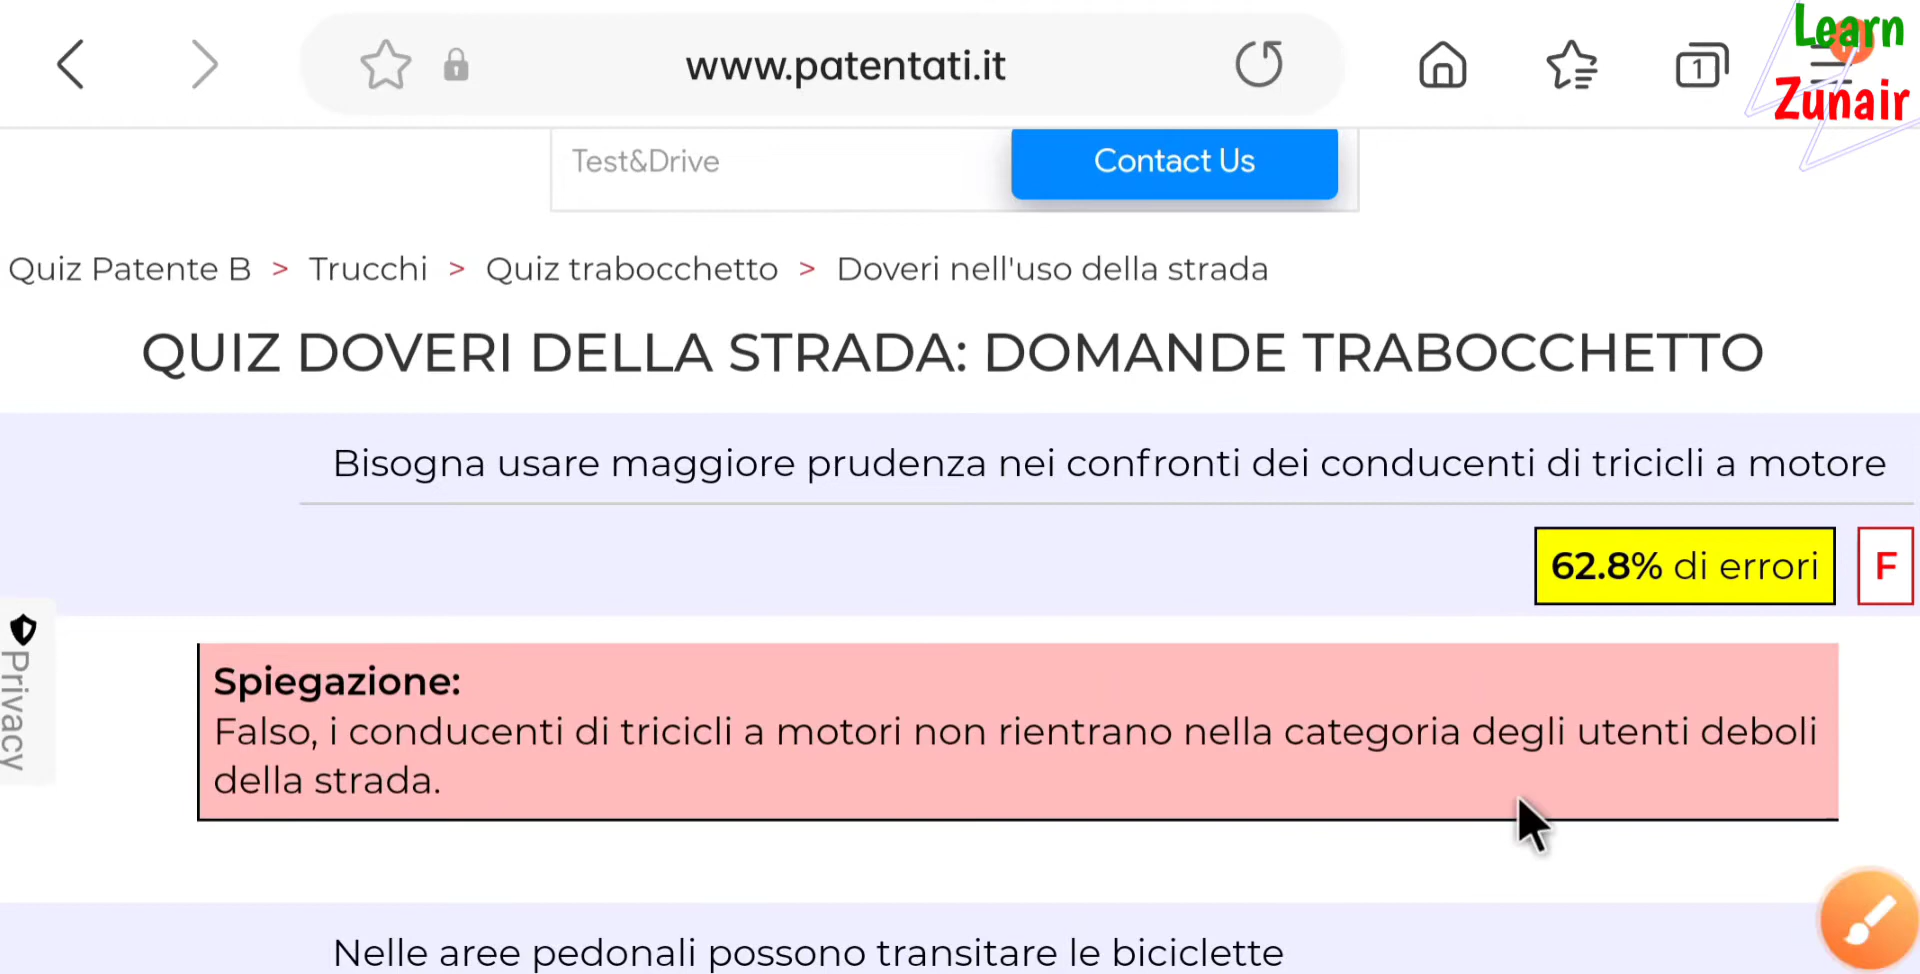 www.patentati.it
1
Learn
Zunair
Test&Drive
Contact Us
Quiz Patente B > Trucchi > Quiz trabocchetto > Doveri nell'uso della strada
QUIZ DOVERI DELLA STRADA: DOMANDE TRABOCCHETTO
Bisogna usare maggiore prudenza nei confronti dei conducenti di tricicli a motore
62.8% di errori F
Privacy
Spiegazione:
Falso, i conducenti di tricicli a motori non rientrano nella categoria degli utenti deboli
della strada.
Nelle aree pedonali possono transitare le biciclette